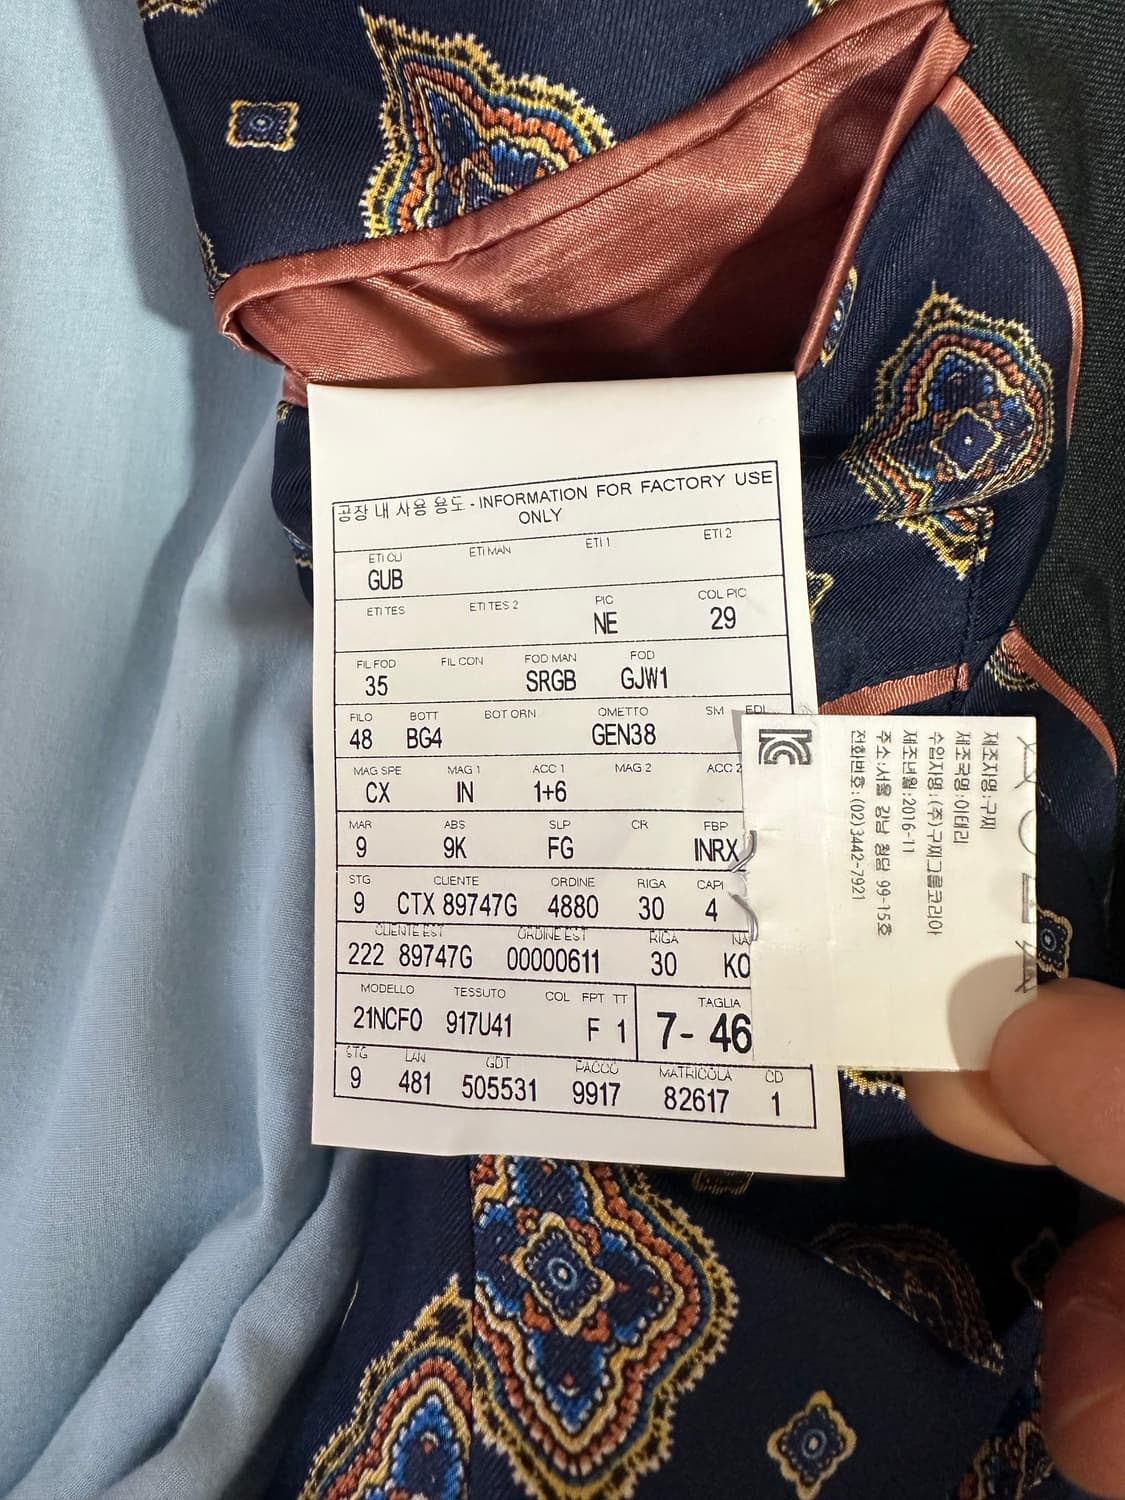 공장 내 사용 용도 - INFORMATION FOR FACTORY USE
ONLY
ETI CLI ETI MAN ETI 1 ETI 2
GUB
ETI TES ETI TES 2 PIC COL PIC
NE 29
FIL FOD FIL CON FOD MAN FOD
35 SRGB GJW1
FILO BOTT BOT ORN OMETTO SM
48 BG4 GEN38
MAG SPE MAG 1 ACC 1 MAG 2 ACC 2
CX IN 1+6
MAR ABS SLP CR FBP
9 9K FG INRX
STG CLIENTE ORDINE RIGA CAPI
9 CTX 89747G 4880 30 4
CLIENTE EST ORDINE EST RIGA NA
222 89747G 00000611 30 KO
MODELLO TESSUTO COL FPT TT TAGLIA
21NCF0 917U41 F 1 7- 46
STG LAN GDT PACCO MATRICOLA CD
9 481 505531 9917 82617 1
제조자명:구찌
제조국명:이태리
수입자명:(주)구찌그룹코리아
제조년월:2016-11
주소:서울 강남 청담 99-15호
전화번호:(02)3442-7921